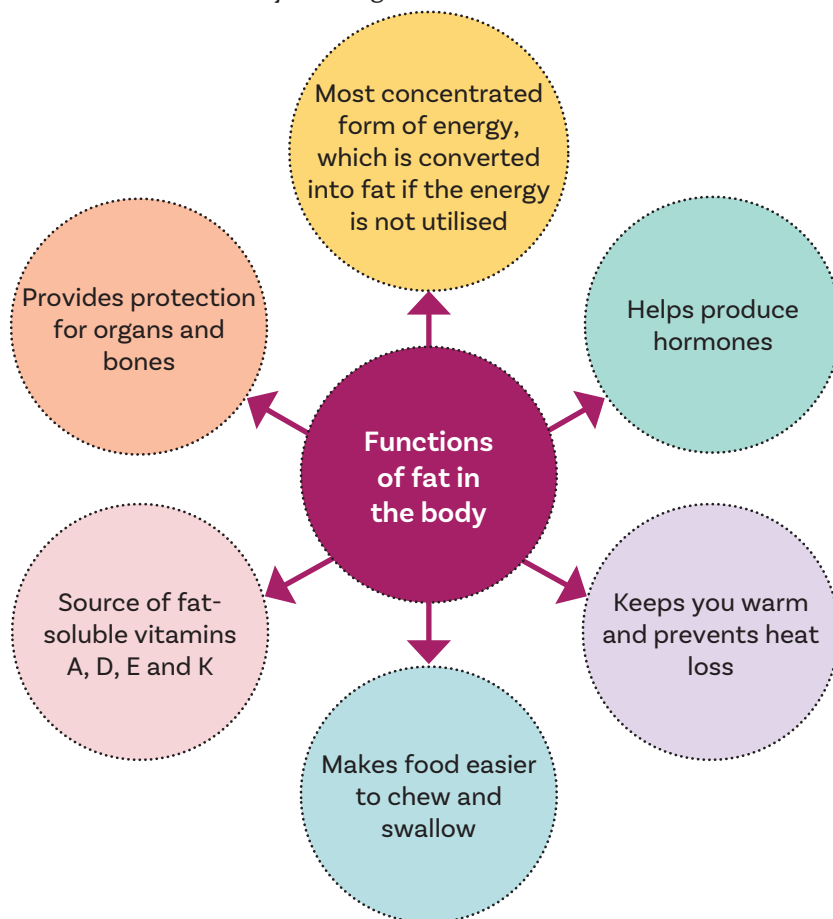 Most concentrated
form of energy,
which is converted
into fat if the energy
is not utilised
Provides protection
for organs and
bones
Helps produce
hormones
Functions
of fat in
the body
Source of fat-
soluble vitamins
A, D, E and K
Keeps you warm
and prevents heat
loss
Makes food easier
to chew and
swallow